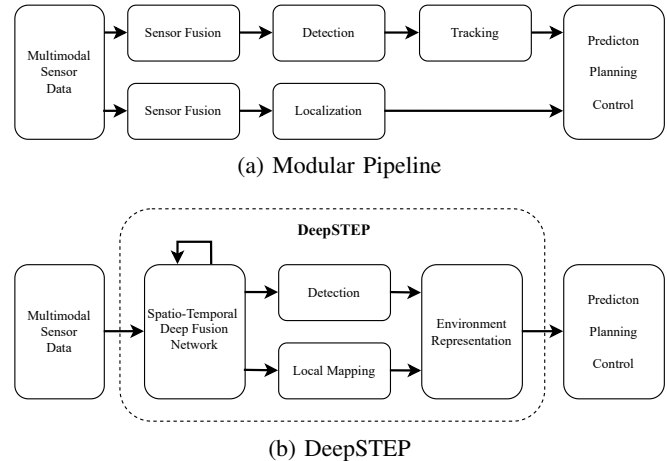 Multimodal
Sensor
Data
Sensor Fusion
Detection
Tracking
Sensor Fusion
Localization
Predicton
Planning
Control
(a) Modular Pipeline
DeepSTEP
Multimodal
Sensor
Data
Spatio-Temporal
Deep Fusion
Network
Detection
Local Mapping
Environment
Representation
Predicton
Planning
Control
(b) DeepSTEP